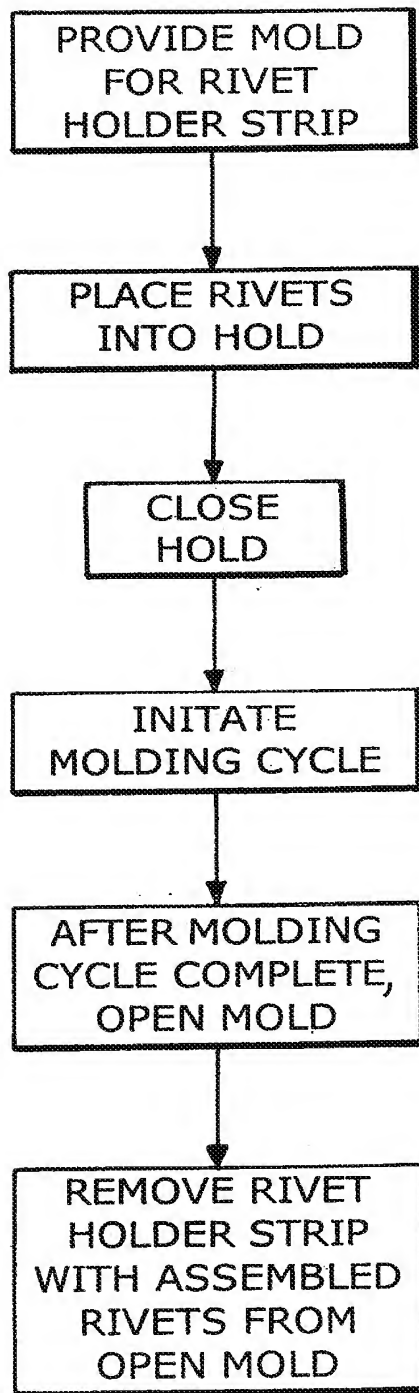 PROVIDE MOLD
FOR RIVET
HOLDER STRIP
PLACE RIVETS
INTO HOLD
CLOSE
HOLD
INITATE
MOLDING CYCLE
AFTER MOLDING
CYCLE COMPLETE,
OPEN MOLD
REMOVE RIVET
HOLDER STRIP
WITH ASSEMBLED
RIVETS FROM
OPEN MOLD